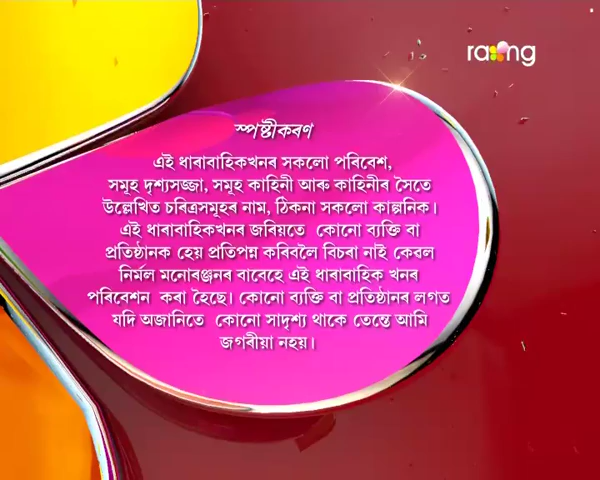 rang
স্পষ্টীকৰণ
এই ধাৰাবাহিকখনৰ সকলো পৰিবেশ,
সমূহ দৃশ্যসজ্জা, সমূহ কাহিনী আৰু কাহিনীৰ সৈতে
উল্লেখিত চৰিত্ৰসমূহৰ নাম, ঠিকনা সকলো কাল্পনিক।
এই ধাৰাবাহিকখনৰ জৰিয়তে কোনো ব্যক্তি বা
প্ৰতিষ্ঠানক হেয় প্ৰতিপন্ন কৰিবলৈ বিচৰা নাই কেৱল
নিৰ্মল মনোৰঞ্জনৰ বাবেহে এই ধাৰাবাহিক খনৰ
পৰিবেশন কৰা হৈছে। কোনো ব্যক্তি বা প্ৰতিষ্ঠানৰ লগত
যদি অজানিতে কোনো সাদৃশ্য থাকে তেন্তে আমি
জগৰীয়া নহয়।